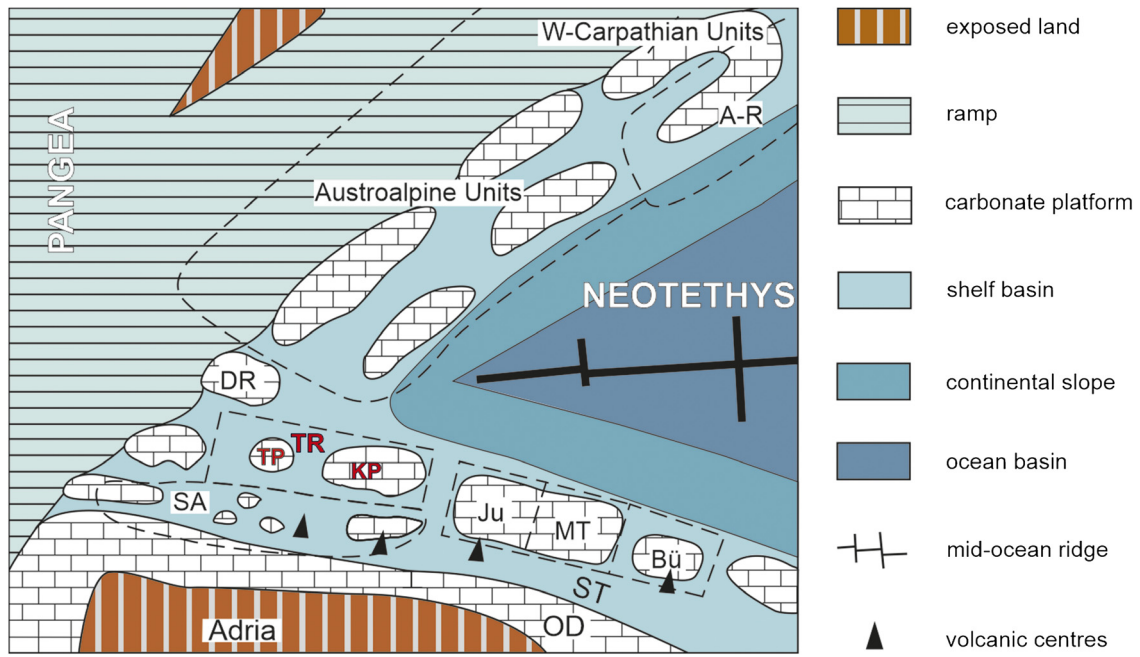 W-Carpathian Units
A-R
PANGEA
Austroalpine Units
NEOTETHYS
DR
TR
TP
KP
SA
Ju
MT
Bü
ST
OD
Adria
exposed land
ramp
carbonate platform
shelf basin
continental slope
ocean basin
mid-ocean ridge
volcanic centres